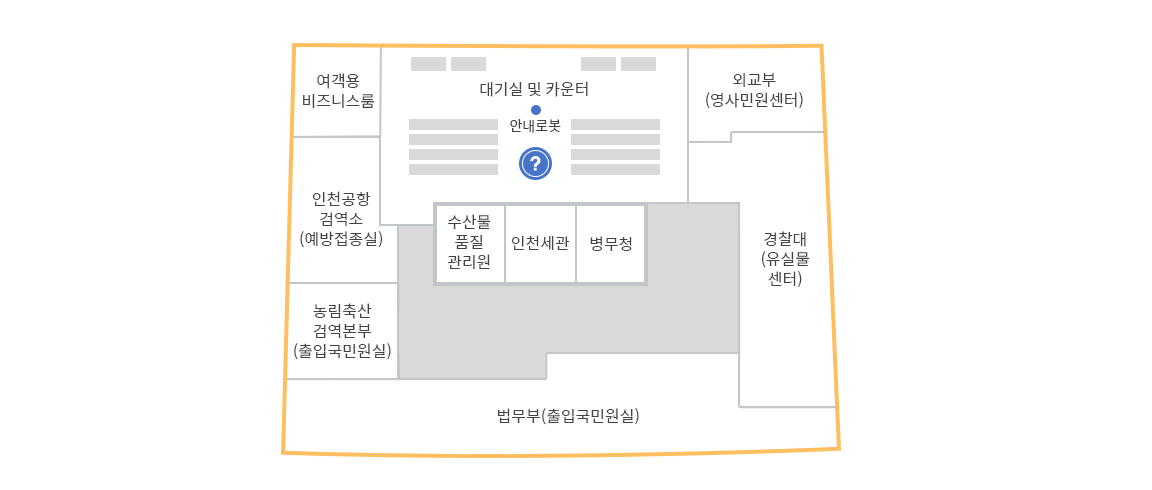 여객용
비즈니스룸
대기실 및 카운터
안내로봇
?
외교부
(영사민원센터)
인천공항
검역소
(예방접종실)
수산물
품질
관리원
인천세관
병무청
경찰대
(유실물
센터)
농림축산
검역본부
(출입국민원실)
법무부(출입국민원실)